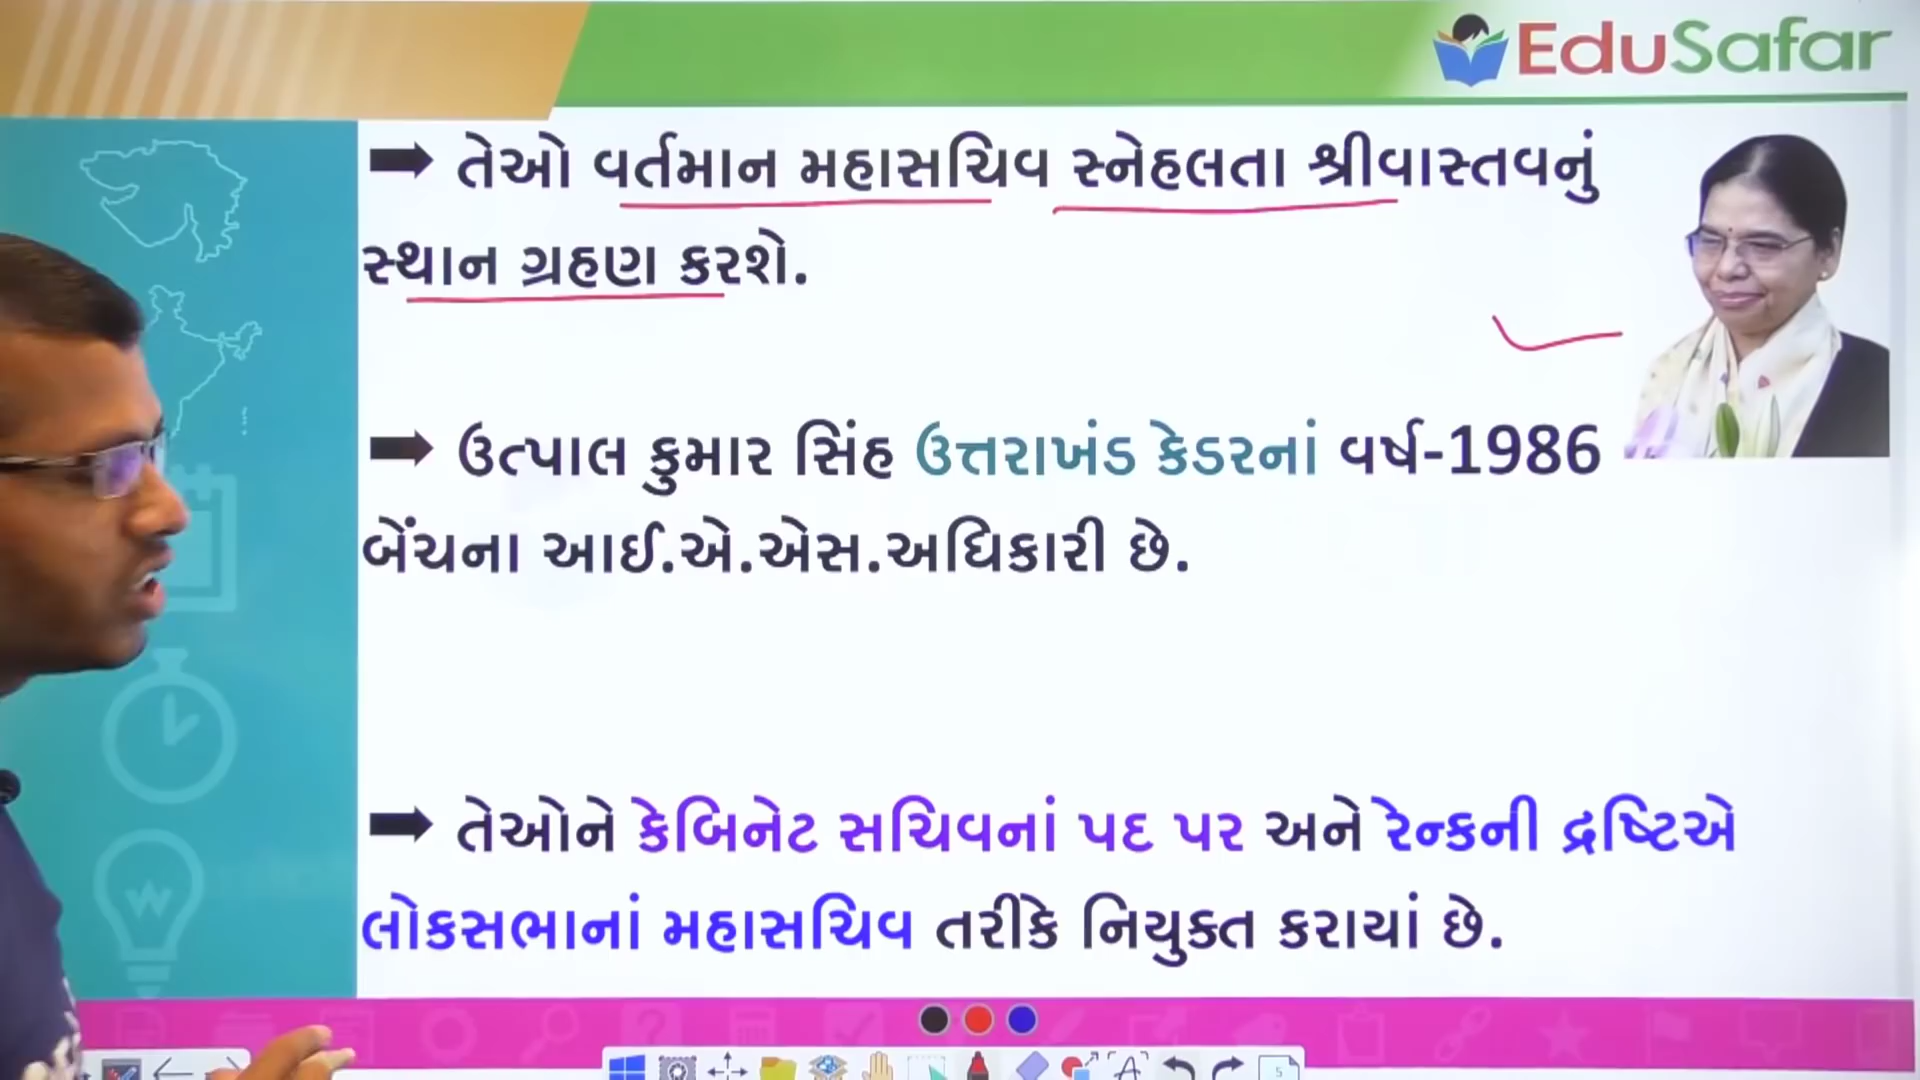 EduSafar
➡ તેઓ વર્તમાન મહાસચિવ સ્નેહલતા શ્રીવાસ્તવનું
સ્થાન ગ્રહણ કરશે.
➡ ઉત્પાલ કુમાર સિંહ ઉત્તરાખંડ કેડરનાં વર્ષ-1986
બેંચના આઈ.એ.એસ.અધિકારી છે.
➡ તેઓને કેબિનેટ સચિવનાં પદ પર અને રેન્કની દ્રષ્ટિએ
લોકસભાનાં મહાસચિવ તરીકે નિયુક્ત કરાયાં છે.